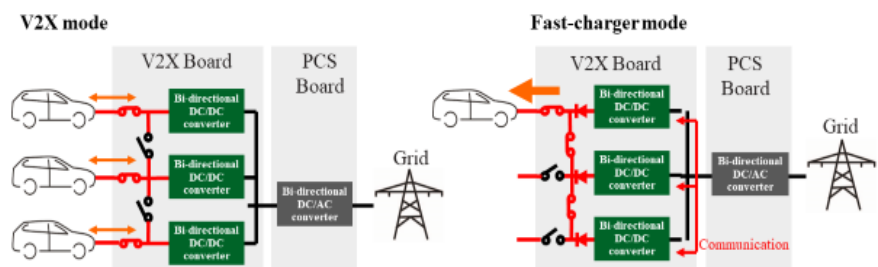 V2X mode
V2X Board
PCS
Board
Bi-directional
DC/DC
converter
Bi-directional
DC/DC
converter
Bi-directional
DC/DC
converter
Bi-directional
DC/AC
converter
Grid
Fast-charger mode
V2X Board
PCS
Board
Bi-directional
DC/DC
converter
Bi-directional
DC/DC
converter
Bi-directional
DC/DC
converter
Bi-directional
DC/AC
converter
Grid
Communication